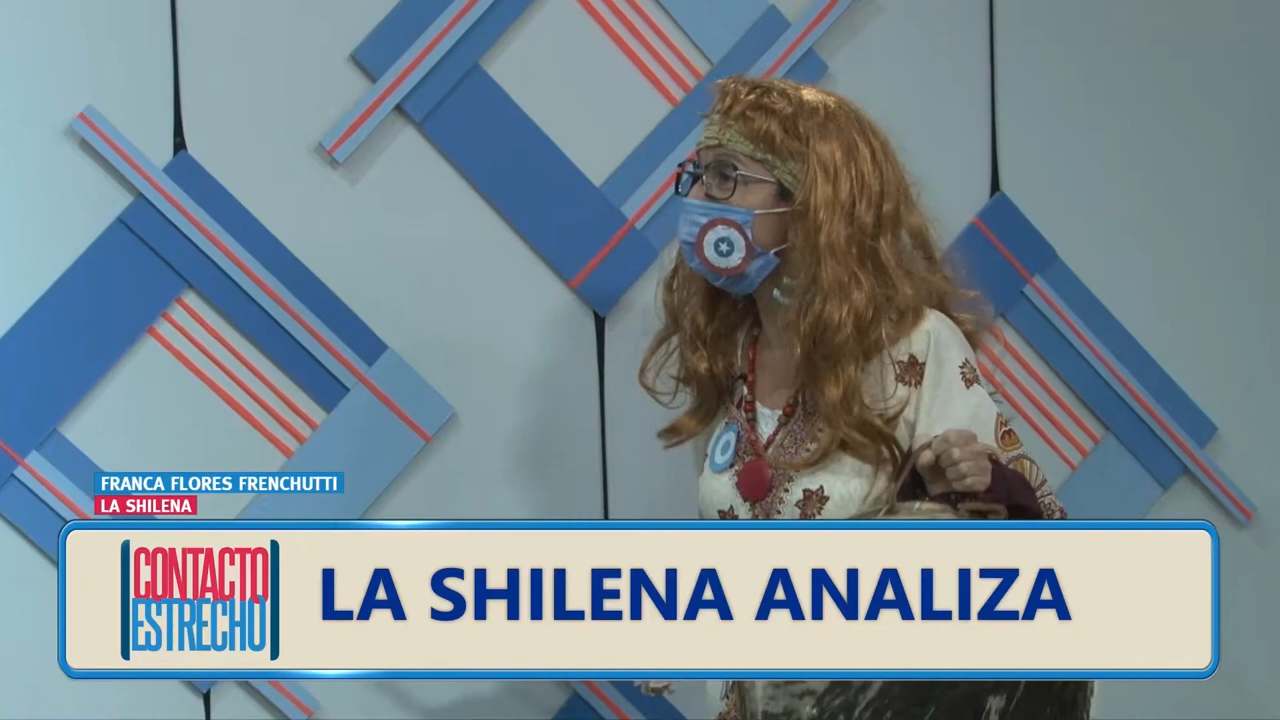 FRANCA FLORES FRENCHUTTI
LA SHILENA
CONTACTO
ESTRECHO
LA SHILENA ANALIZA